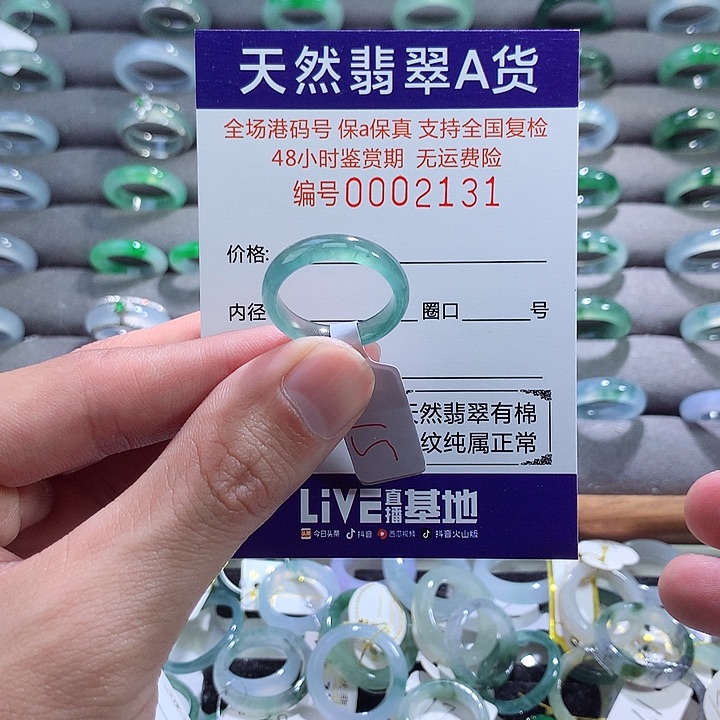 天然翡翠A货
全场港码号 保a保真 支持全国复检
48小时鉴赏期 无运费险
编号0002131
价格:
内径 圈口 号
天然翡翠有棉
纹纯属正常
LiVE直播基地
头条 今日头条 抖音 西瓜视频 抖音火山版
15